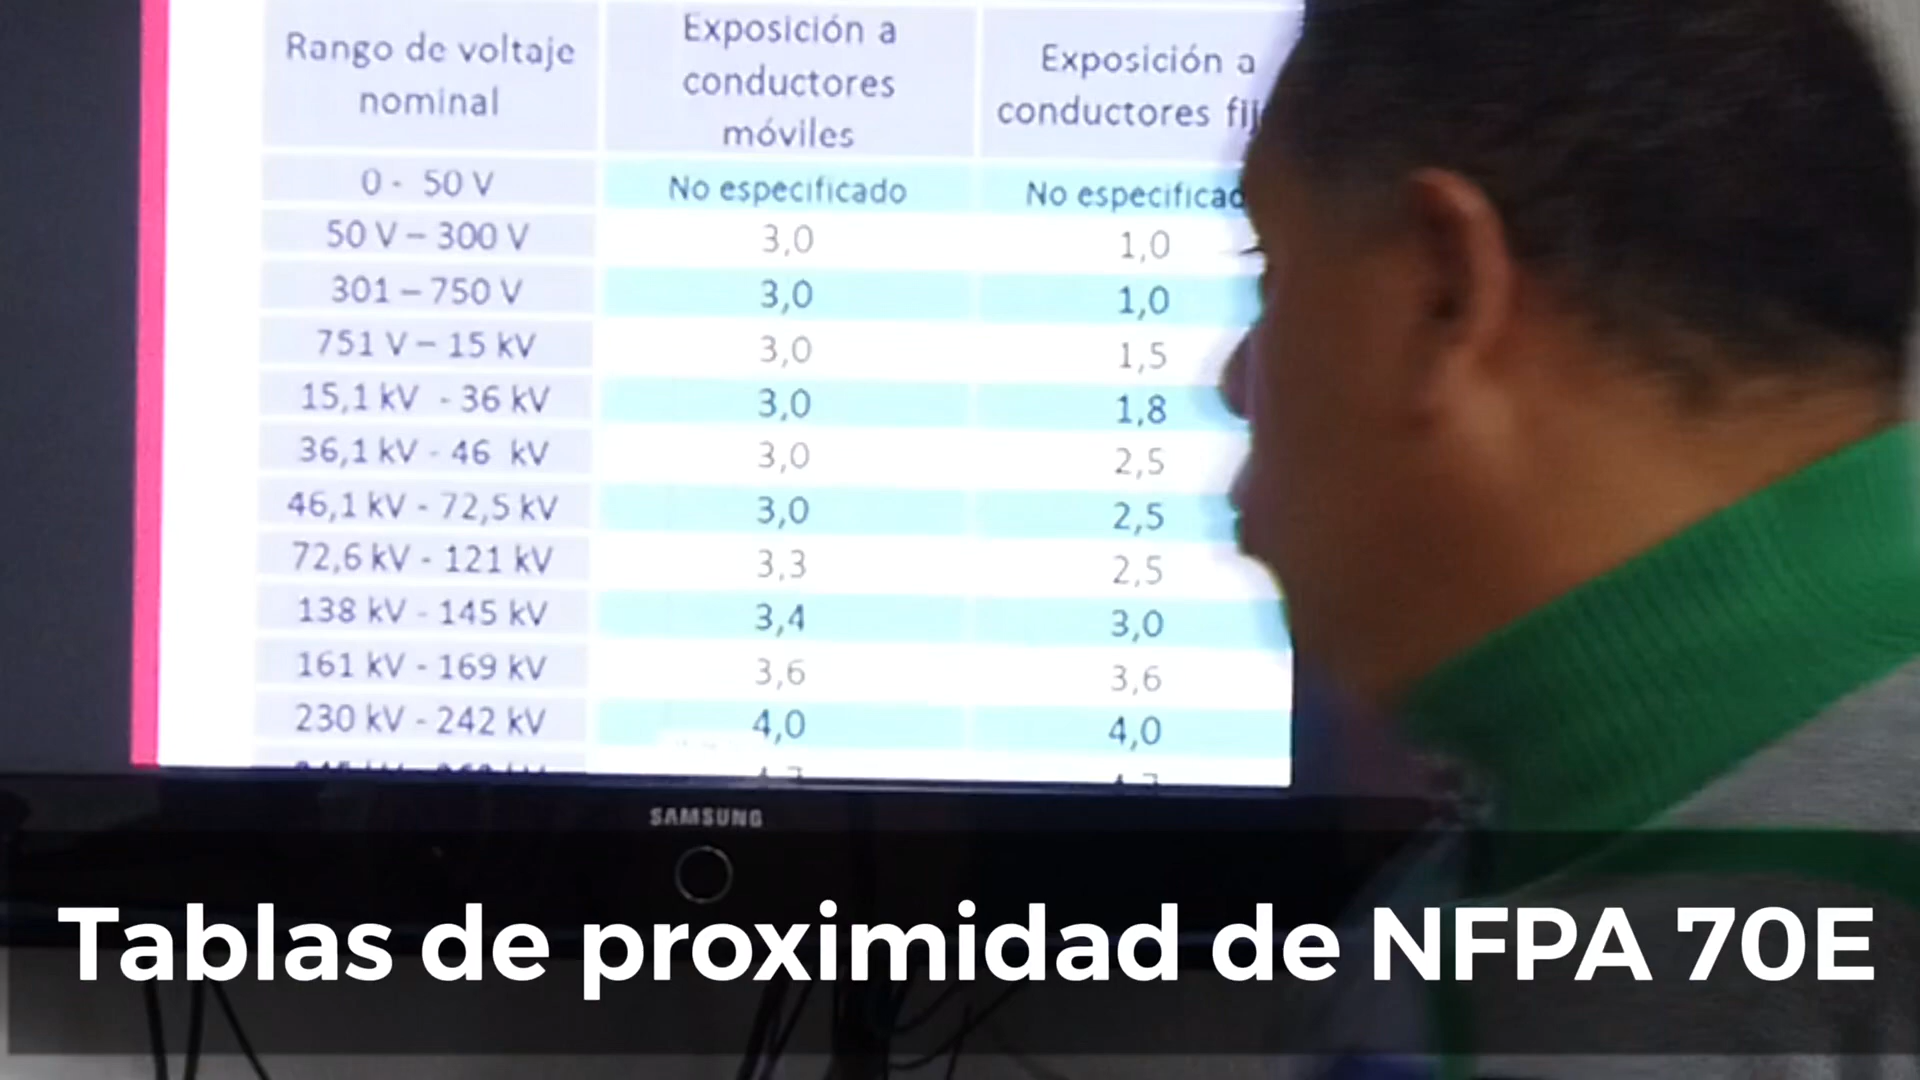 Rango de voltaje nominal
Exposición a conductores móviles
Exposición a conductores fij
0 - 50 V No especificado No especificad
50 V – 300 V 3,0 1,0
301 – 750 V 3,0 1,0
751 V – 15 kV 3,0 1,5
15,1 kV - 36 kV 3,0 1,8
36,1 kV - 46 kV 3,0 2,5
46,1 kV - 72,5 kV 3,0 2,5
72,6 kV - 121 kV 3,3 2,5
138 kV - 145 kV 3,4 3,0
161 kV - 169 kV 3,6 3,6
230 kV - 242 kV 4,0 4,0
SAMSUNG
Tablas de proximidad de NFPA 70E